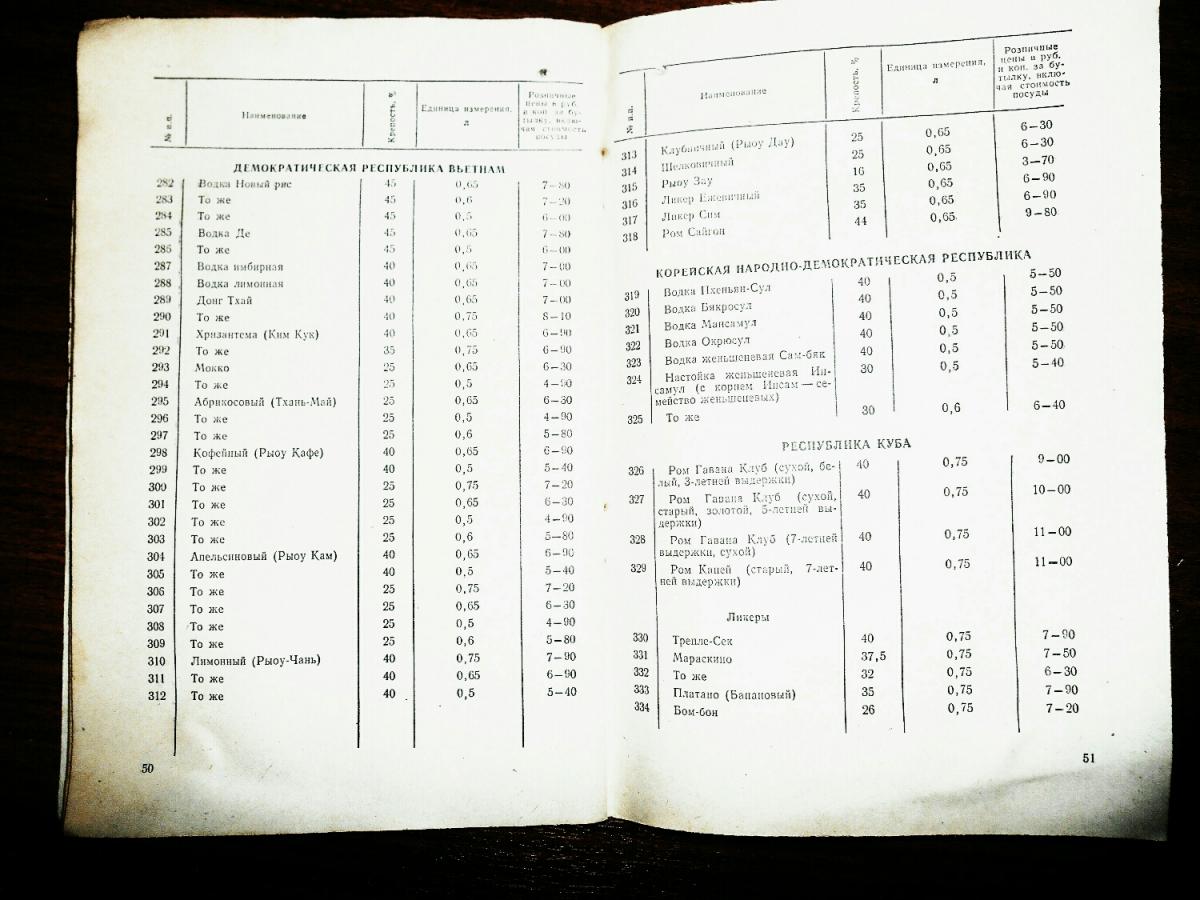 № п.п. Наименование Крепость, % Единица измерения, л Розничные цены в руб. и коп. за бутылку, включая стоимость посуды
ДЕМОКРАТИЧЕСКАЯ РЕСПУБЛИКА ВЬЕТНАМ
282 Водка Новый рис 45 0,65 7—80
283 То же 45 0,6 7—20
284 То же 45 0,5 6—00
285 Водка Де 45 0,65 7—80
286 То же 45 0,5 6—00
287 Водка имбирная 40 0,65 7—00
288 Водка лимонная 40 0,65 7—00
289 Донг Тхай 40 0,65 7—00
290 То же 40 0,75 8—10
291 Хризантема (Ким Кук) 40 0,65 6—90
292 То же 35 0,75 6—90
293 Мокко 25 0,65 6—30
294 То же 25 0,5 4—90
295 Абрикосовый (Тхань-Май) 25 0,65 6—30
296 То же 25 0,5 4—90
297 То же 25 0,6 5—80
298 Кофейный (Рыоу Кафе) 40 0,65 6—90
299 То же 40 0,5 5—40
300 То же 25 0,75 7—20
301 То же 25 0,65 6—30
302 То же 25 0,5 4—90
303 То же 25 0,6 5—80
304 Апельсиновый (Рыоу Кам) 40 0,65 6—90
305 То же 40 0,5 5—40
306 То же 25 0,75 7—20
307 То же 25 0,65 6—30
308 То же 25 0,5 4—90
309 То же 25 0,6 5—80
310 Лимонный (Рыоу-Чань) 40 0,75 7—90
311 То же 40 0,65 6—90
312 То же 40 0,5 5—40
50
№ п.п. Наименование Крепость, % Единица измерения, л Розничные цены в руб. и коп. за бутылку, включая стоимость посуды
313 Клубничный (Рыоу Дау) 25 0,65 6—30
314 Шелковичный 25 0,65 6—30
315 Рыоу Зау 16 0,65 3—70
316 Ликер Ежевичный 35 0,65 6—90
317 Ликер Сим 35 0,65 6—90
318 Ром Сайгон 44 0,65 9—80
КОРЕЙСКАЯ НАРОДНО-ДЕМОКРАТИЧЕСКАЯ РЕСПУБЛИКА
319 Водка Пхеньян-Сул 40 0,5 5—50
320 Водка Бякросул 40 0,5 5—50
321 Водка Мансамул 40 0,5 5—50
322 Водка Окрюсул 40 0,5 5—50
323 Водка женьшеневая Сам-бяк 40 0,5 5—50
324 Настойка женьшеневая Ин-
самул (с корнем Инсам — се-
мейство женьшеневых) 30 0,5 5—40
325 То же 30 0,6 6—40
РЕСПУБЛИКА КУБА
326 Ром Гавана Клуб (сухой, бе-
лый, 3-летней выдержки) 40 0,75 9—00
327 Ром Гавана Клуб (сухой,
старый, золотой, 5-летней вы-
держки) 40 0,75 10—00
328 Ром Гавана Клуб (7-летней
выдержки, сухой) 40 0,75 11—00
329 Ром Каней (старый, 7-лет-
ней выдержки) 40 0,75 11—00
Ликеры
330 Трепле-Сек 40 0,75 7—90
331 Мараскино 37,5 0,75 7—50
332 То же 32 0,75 6—30
333 Платано (Банановый) 35 0,75 7—90
334 Бом-бон 26 0,75 7—20
51